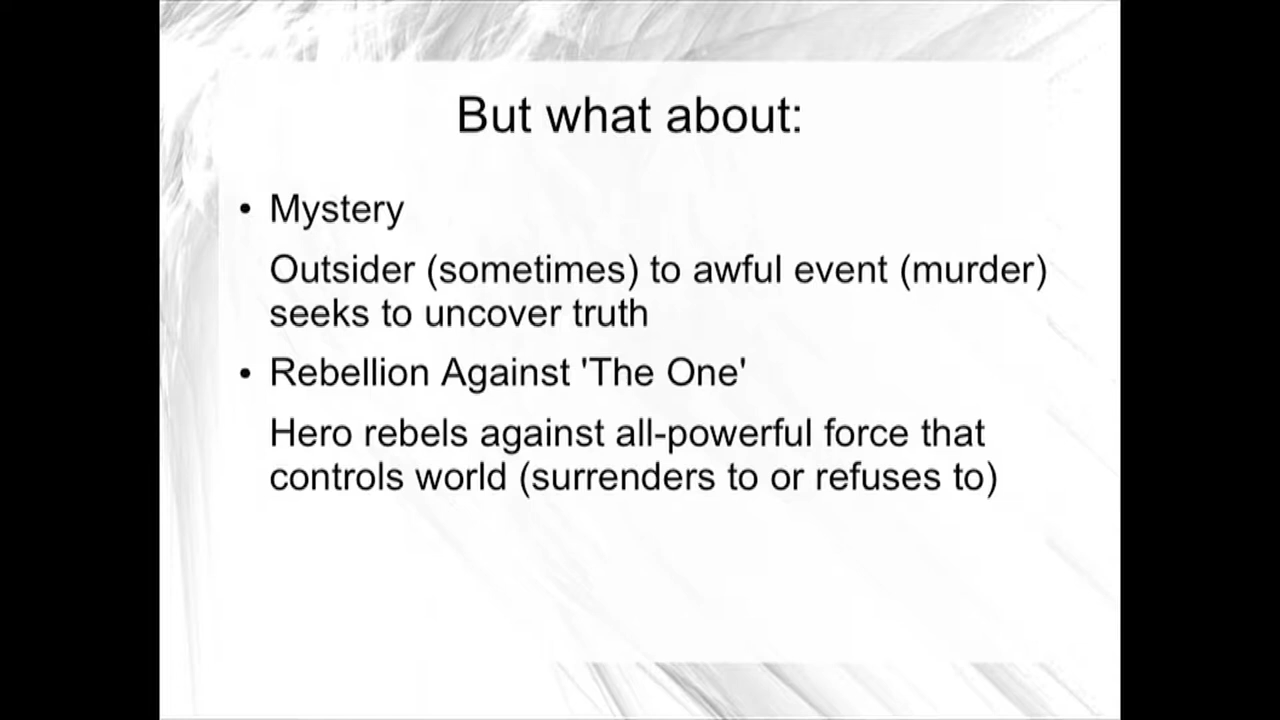 But what about:
• Mystery
Outsider (sometimes) to awful event (murder)
seeks to uncover truth
• Rebellion Against 'The One'
Hero rebels against all-powerful force that
controls world (surrenders to or refuses to)